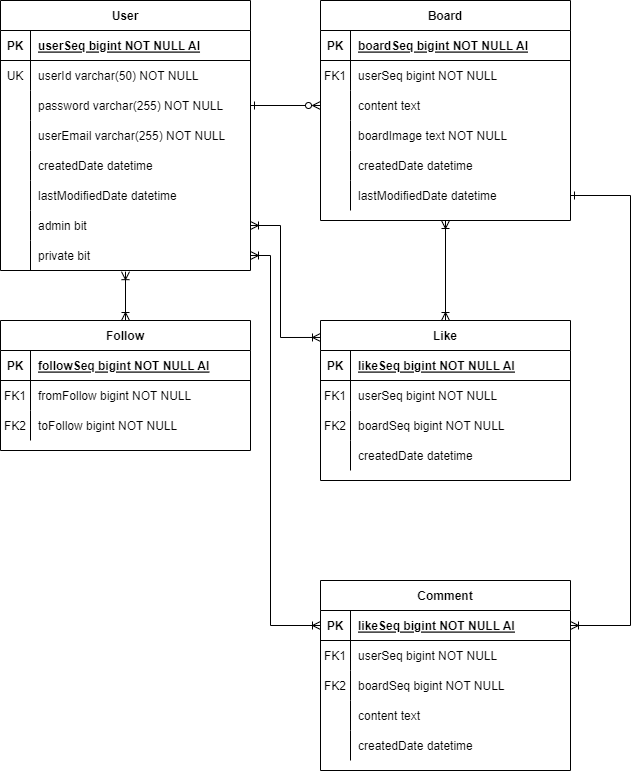 User
PK userSeq bigint NOT NULL AI
UK userId varchar(50) NOT NULL
password varchar(255) NOT NULL
userEmail varchar(255) NOT NULL
createdDate datetime
lastModifiedDate datetime
admin bit
private bit
Board
PK boardSeq bigint NOT NULL AI
FK1 userSeq bigint NOT NULL
content text
boardImage text NOT NULL
createdDate datetime
lastModifiedDate datetime
Follow
PK followSeq bigint NOT NULL AI
FK1 fromFollow bigint NOT NULL
FK2 toFollow bigint NOT NULL
Like
PK likeSeq bigint NOT NULL AI
FK1 userSeq bigint NOT NULL
FK2 boardSeq bigint NOT NULL
createdDate datetime
Comment
PK likeSeq bigint NOT NULL AI
FK1 userSeq bigint NOT NULL
FK2 boardSeq bigint NOT NULL
content text
createdDate datetime